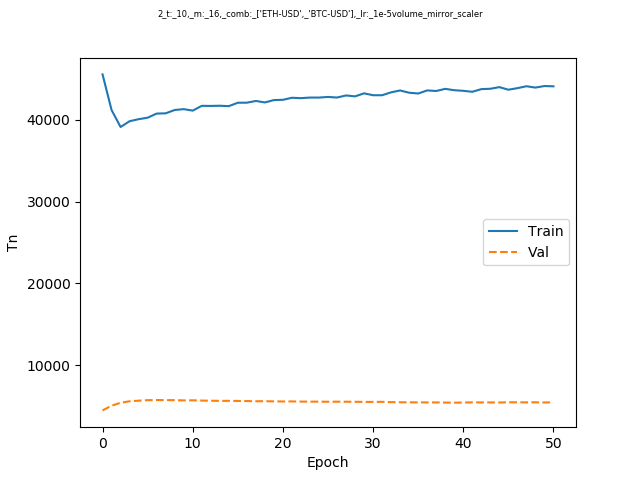 2_t:_10,_m:_16,_comb:_['ETH-USD',_'BTC-USD'],_lr:_1e-5volume_mirror_scaler
40000
30000
20000
10000
Tn
Train
Val
0 10 20 30 40 50
Epoch